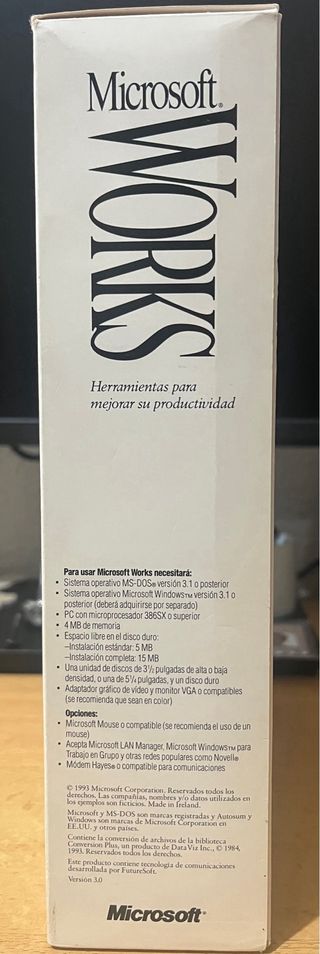 Microsoft®
WORKS
Herramientas para
mejorar su productividad
Para usar Microsoft Works necesitará:
• Sistema operativo MS-DOS® versión 3.1 o posterior
• Sistema operativo Microsoft Windows™ versión 3.1 o
posterior (deberá adquirirse por separado)
• PC con microprocesador 386SX o superior
• 4 MB de memoria
• Espacio libre en el disco duro:
–Instalación estándar: 5 MB
–Instalación completa: 15 MB
• Una unidad de discos de 3½ pulgadas de alta o baja
densidad, o una de 5¼ pulgadas, y un disco duro
• Adaptador gráfico de vídeo y monitor VGA o compatibles
(se recomienda que sean en color)
Opciones:
• Microsoft Mouse o compatible (se recomienda el uso de un
mouse)
• Acepta Microsoft LAN Manager, Microsoft Windows™ para
Trabajo en Grupo y otras redes populares como Novell®
• Módem Hayes® o compatible para comunicaciones
© 1993 Microsoft Corporation. Reservados todos los
derechos. Las compañías, nombres y/o datos utilizados en
los ejemplos son ficticios. Made in Ireland.
Microsoft y MS-DOS son marcas registradas y Autosum y
Windows son marcas de Microsoft Corporation en
EE.UU. y otros países.
Contiene la conversión de archivos de la biblioteca
Conversion Plus, un producto de Data Viz Inc., © 1984,
1993. Reservados todos los derechos.
Este producto contiene tecnología de comunicaciones
desarrollada por FutureSoft.
Versión 3.0
Microsoft®